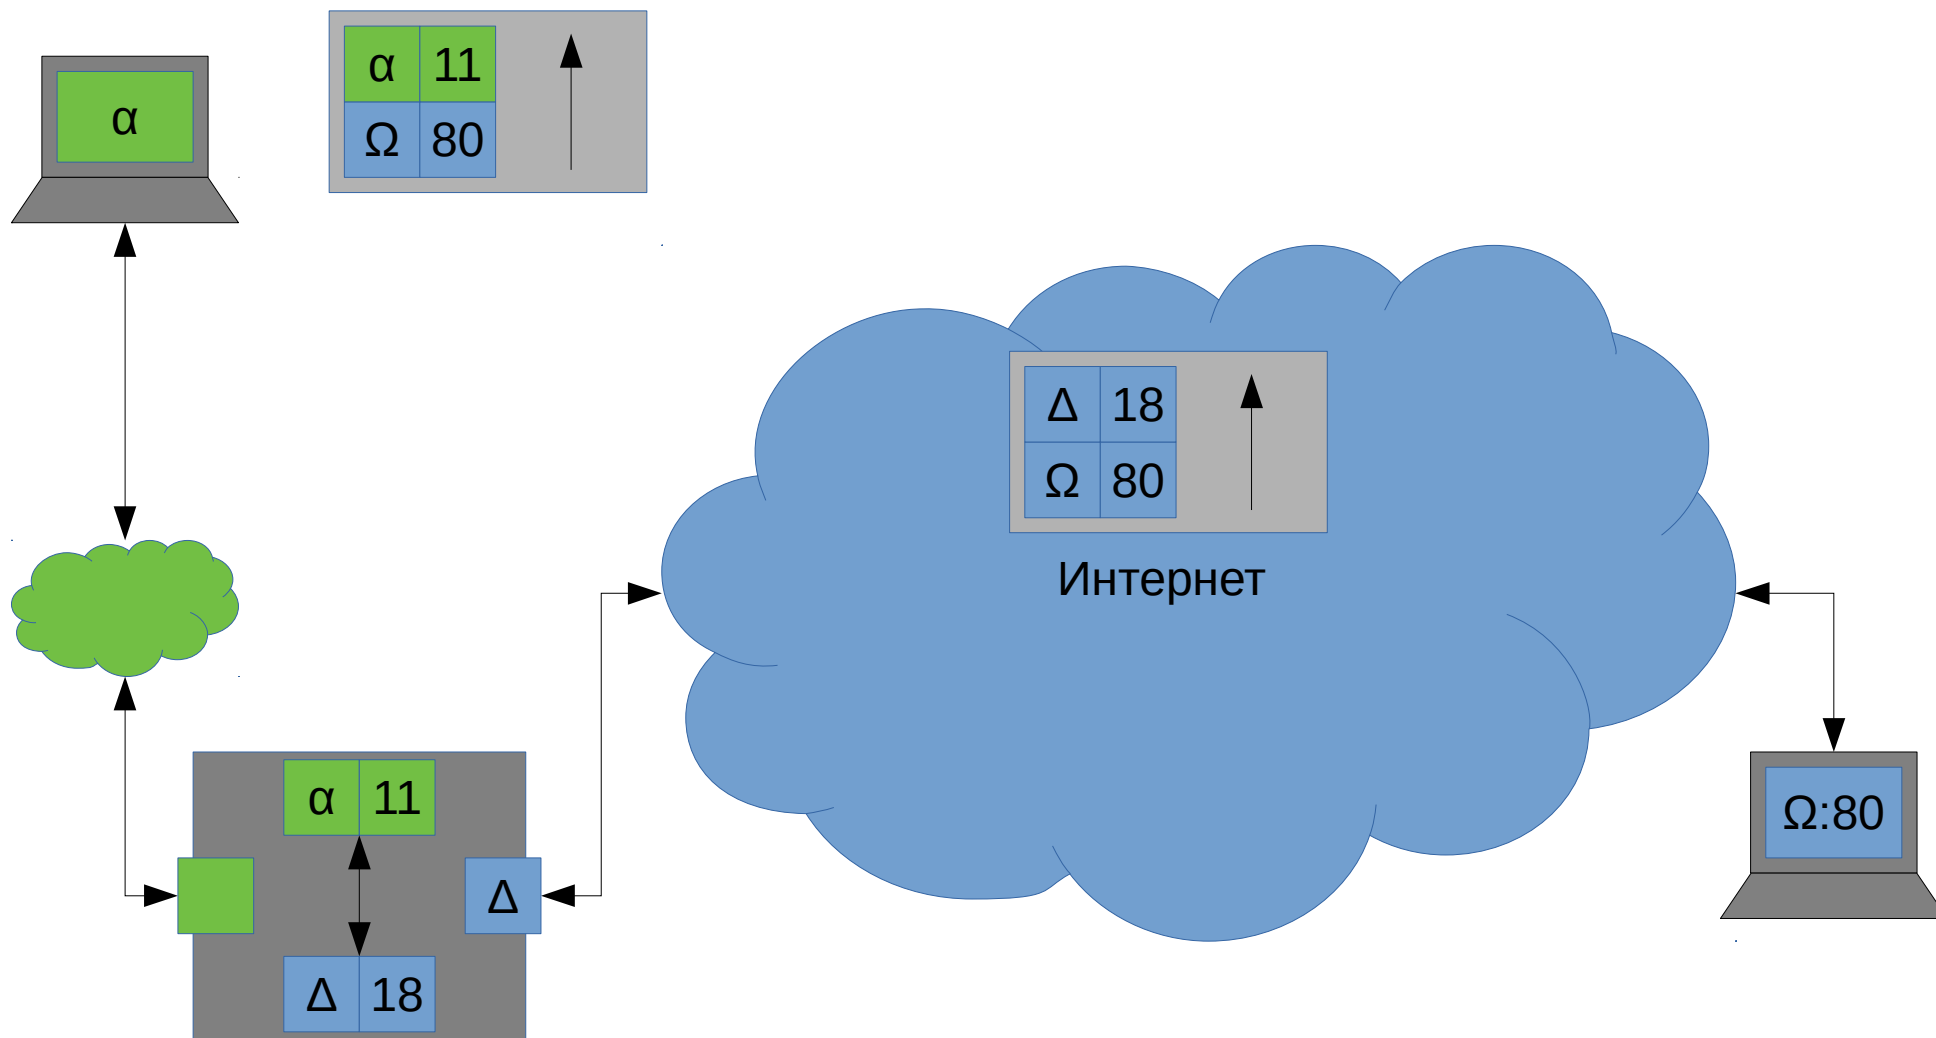 α
α 11
Ω 80
Δ 18
Ω 80
Интернет
α 11
Δ
Δ 18
Ω:80